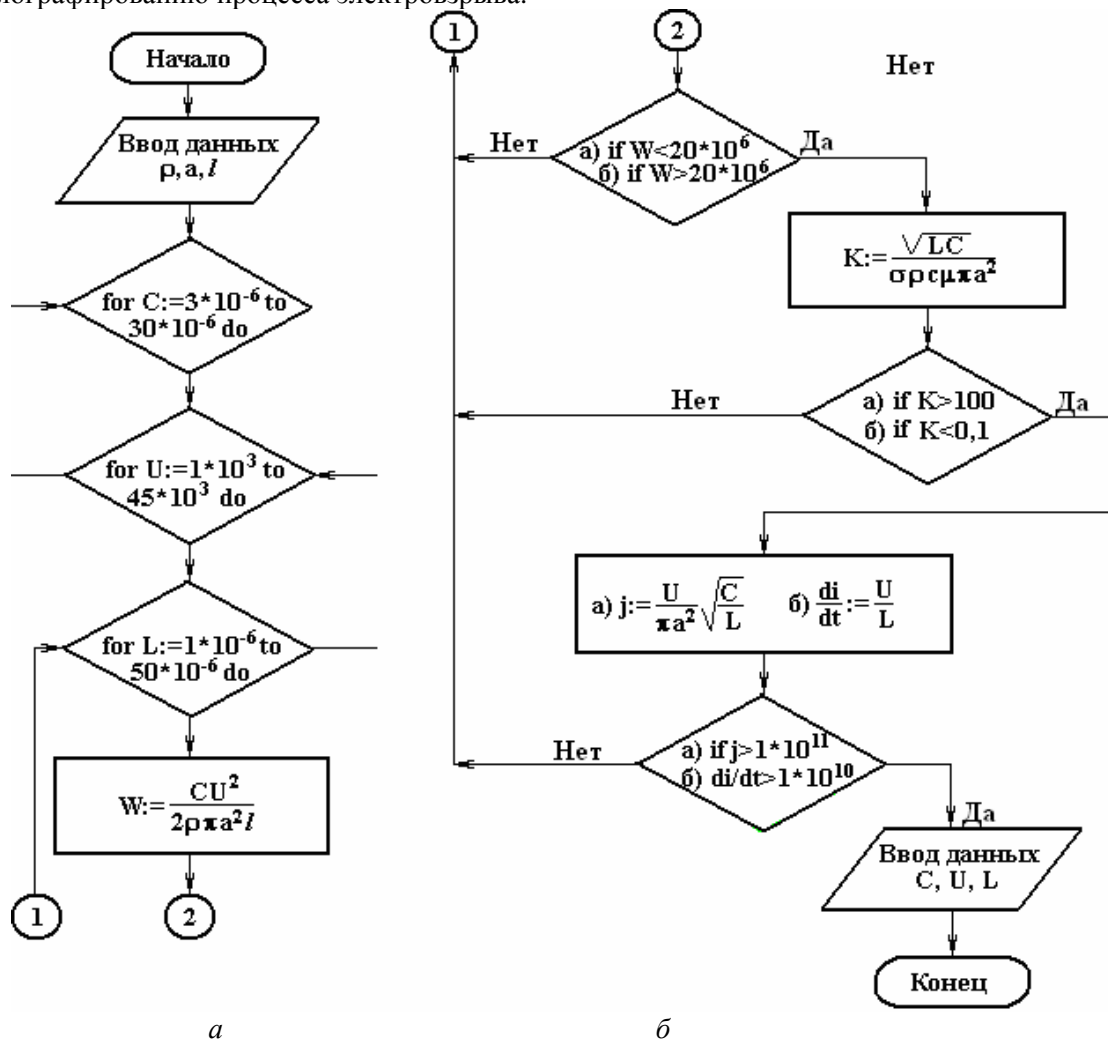 лографированию процесса электровзрыва.
Начало
Ввод данных
ρ, a, l
for C:=3*10⁻⁶ to
30*10⁻⁶ do
for U:=1*10³ to
45*10³ do
for L:=1*10⁻⁶ to
50*10⁻⁶ do
W:= CU² / 2ρπa²l
1
2
а
1
2
Нет
Нет
а) if W<20*10⁶
б) if W>20*10⁶
Да
K:= √LC / σρcμπa²
Нет
а) if K>100
б) if K<0,1
Да
а) j:= U/πa² √C/L б) di/dt := U/L
Нет
а) if j>1*10¹¹
б) di/dt>1*10¹⁰
Да
Ввод данных
C, U, L
Конец
б